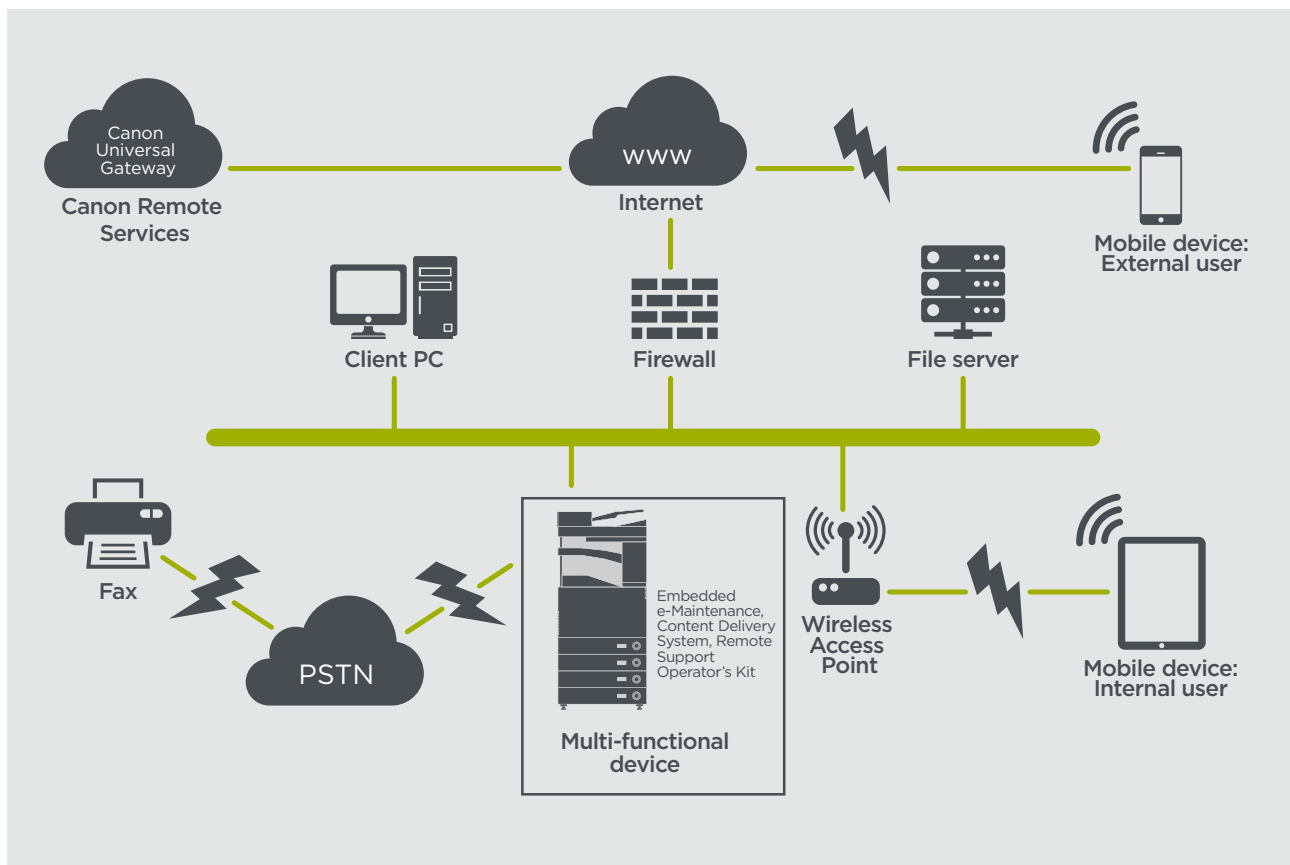 Canon
Universal
Gateway
Canon Remote
Services
www
Internet
Mobile device:
External user
Client PC
Firewall
File server
Fax
PSTN
Embedded
e-Maintenance,
Content Delivery
System, Remote
Support
Operator's Kit
Multi-functional
device
Wireless
Access
Point
Mobile device:
Internal user